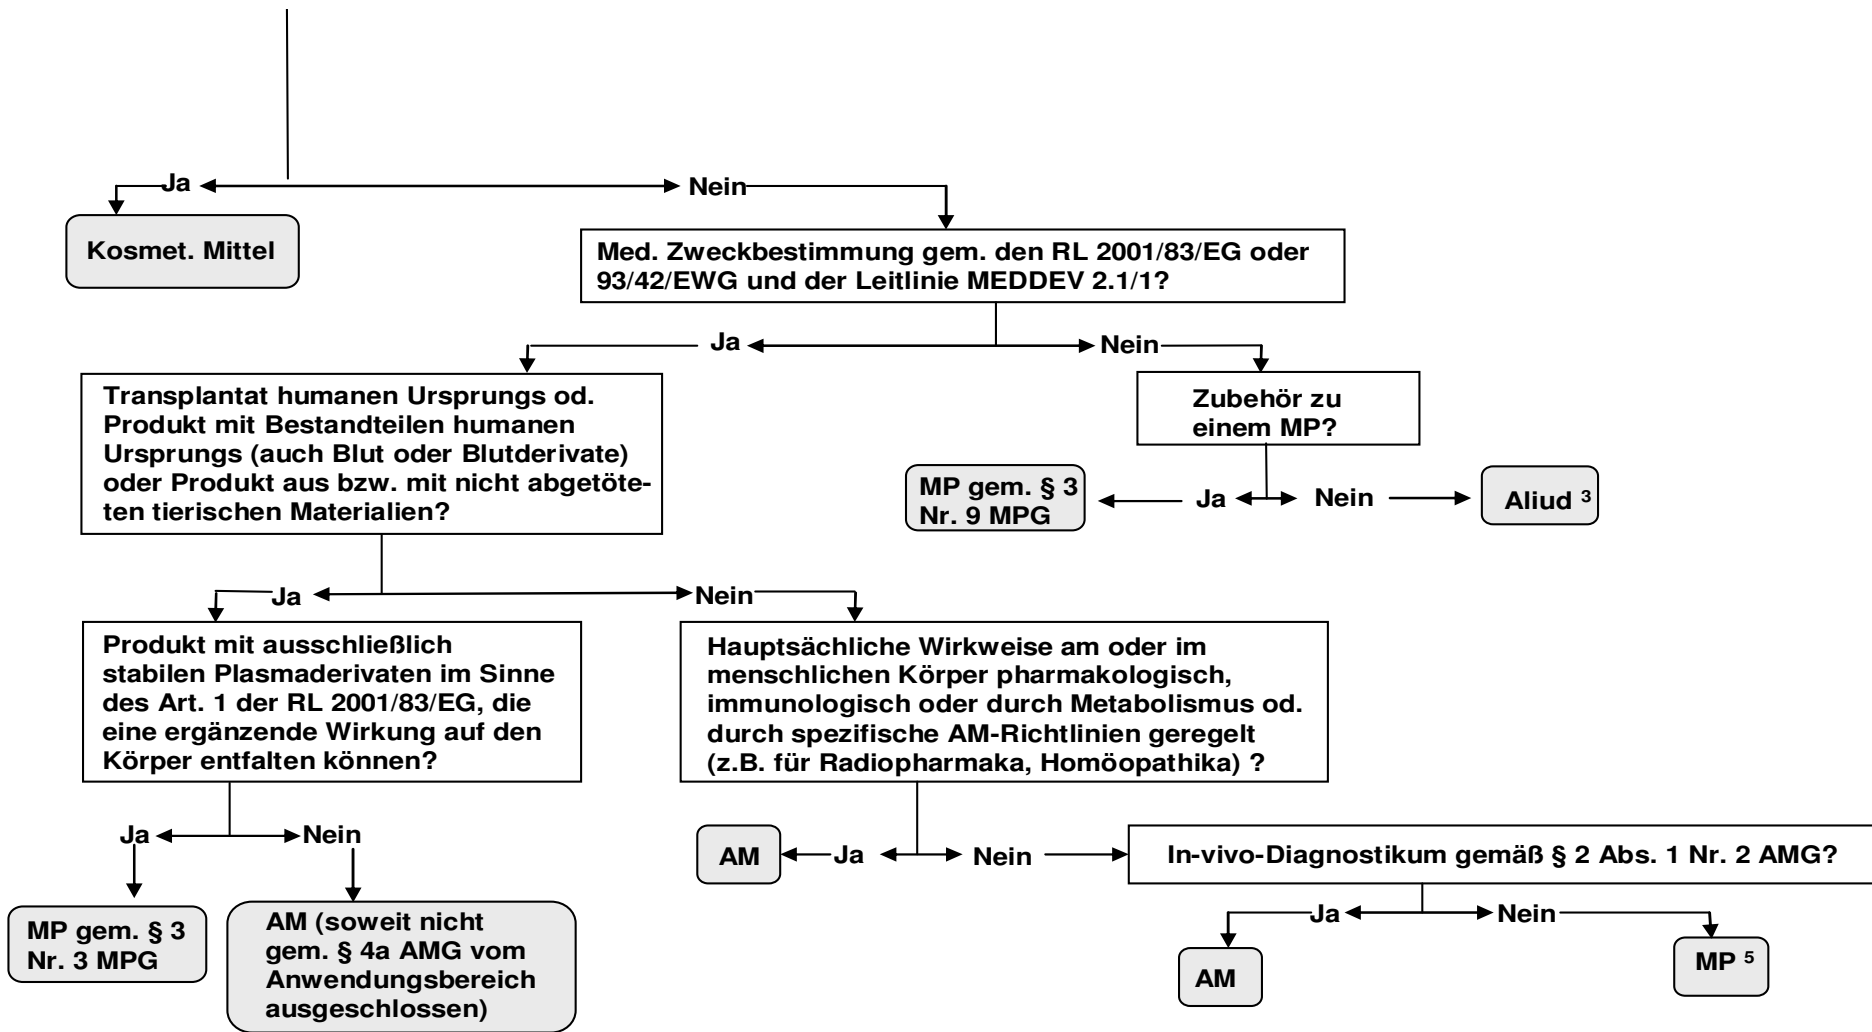 Ja
Nein
Kosmet. Mittel
Med. Zweckbestimmung gem. den RL 2001/83/EG oder
93/42/EWG und der Leitlinie MEDDEV 2.1/1?
Ja
Nein
Transplantat humanen Ursprungs od.
Produkt mit Bestandteilen humanen
Ursprungs (auch Blut oder Blutderivate)
oder Produkt aus bzw. mit nicht abgetöte-
ten tierischen Materialien?
Zubehör zu
einem MP?
MP gem. § 3
Nr. 9 MPG
Ja
Nein
Aliud ³
Ja
Nein
Produkt mit ausschließlich
stabilen Plasmaderivaten im Sinne
des Art. 1 der RL 2001/83/EG, die
eine ergänzende Wirkung auf den
Körper entfalten können?
Hauptsächliche Wirkweise am oder im
menschlichen Körper pharmakologisch,
immunologisch oder durch Metabolismus od.
durch spezifische AM-Richtlinien geregelt
(z.B. für Radiopharmaka, Homöopathika) ?
Ja
Nein
AM
Ja
Nein
In-vivo-Diagnostikum gemäß § 2 Abs. 1 Nr. 2 AMG?
MP gem. § 3
Nr. 3 MPG
AM (soweit nicht
gem. § 4a AMG vom
Anwendungsbereich
ausgeschlossen)
Ja
Nein
AM
MP ⁵